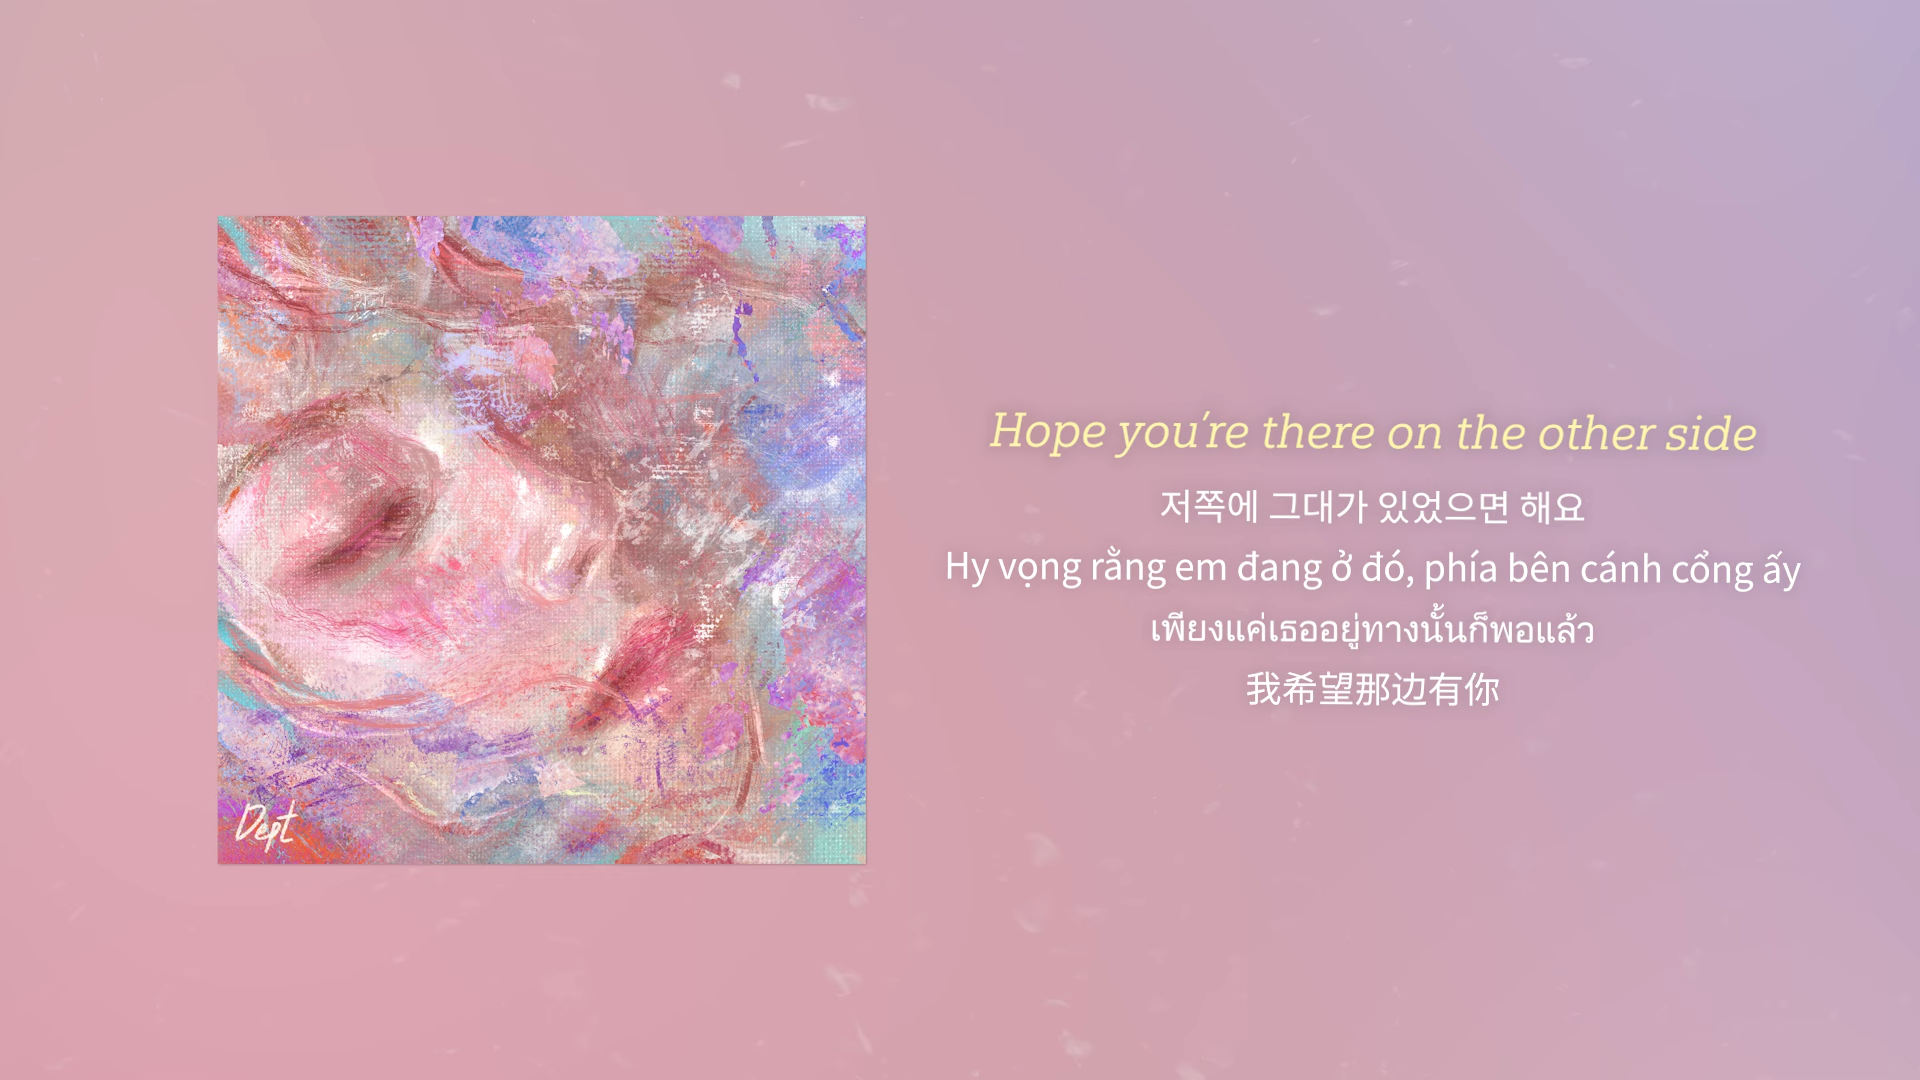 Dept
Hope you're there on the other side
저쪽에 그대가 있었으면 해요
Hy vọng rằng em đang ở đó, phía bên cánh cổng ấy
เพียงแค่เธออยู่ทางนั้นก็พอแล้ว
我希望那边有你